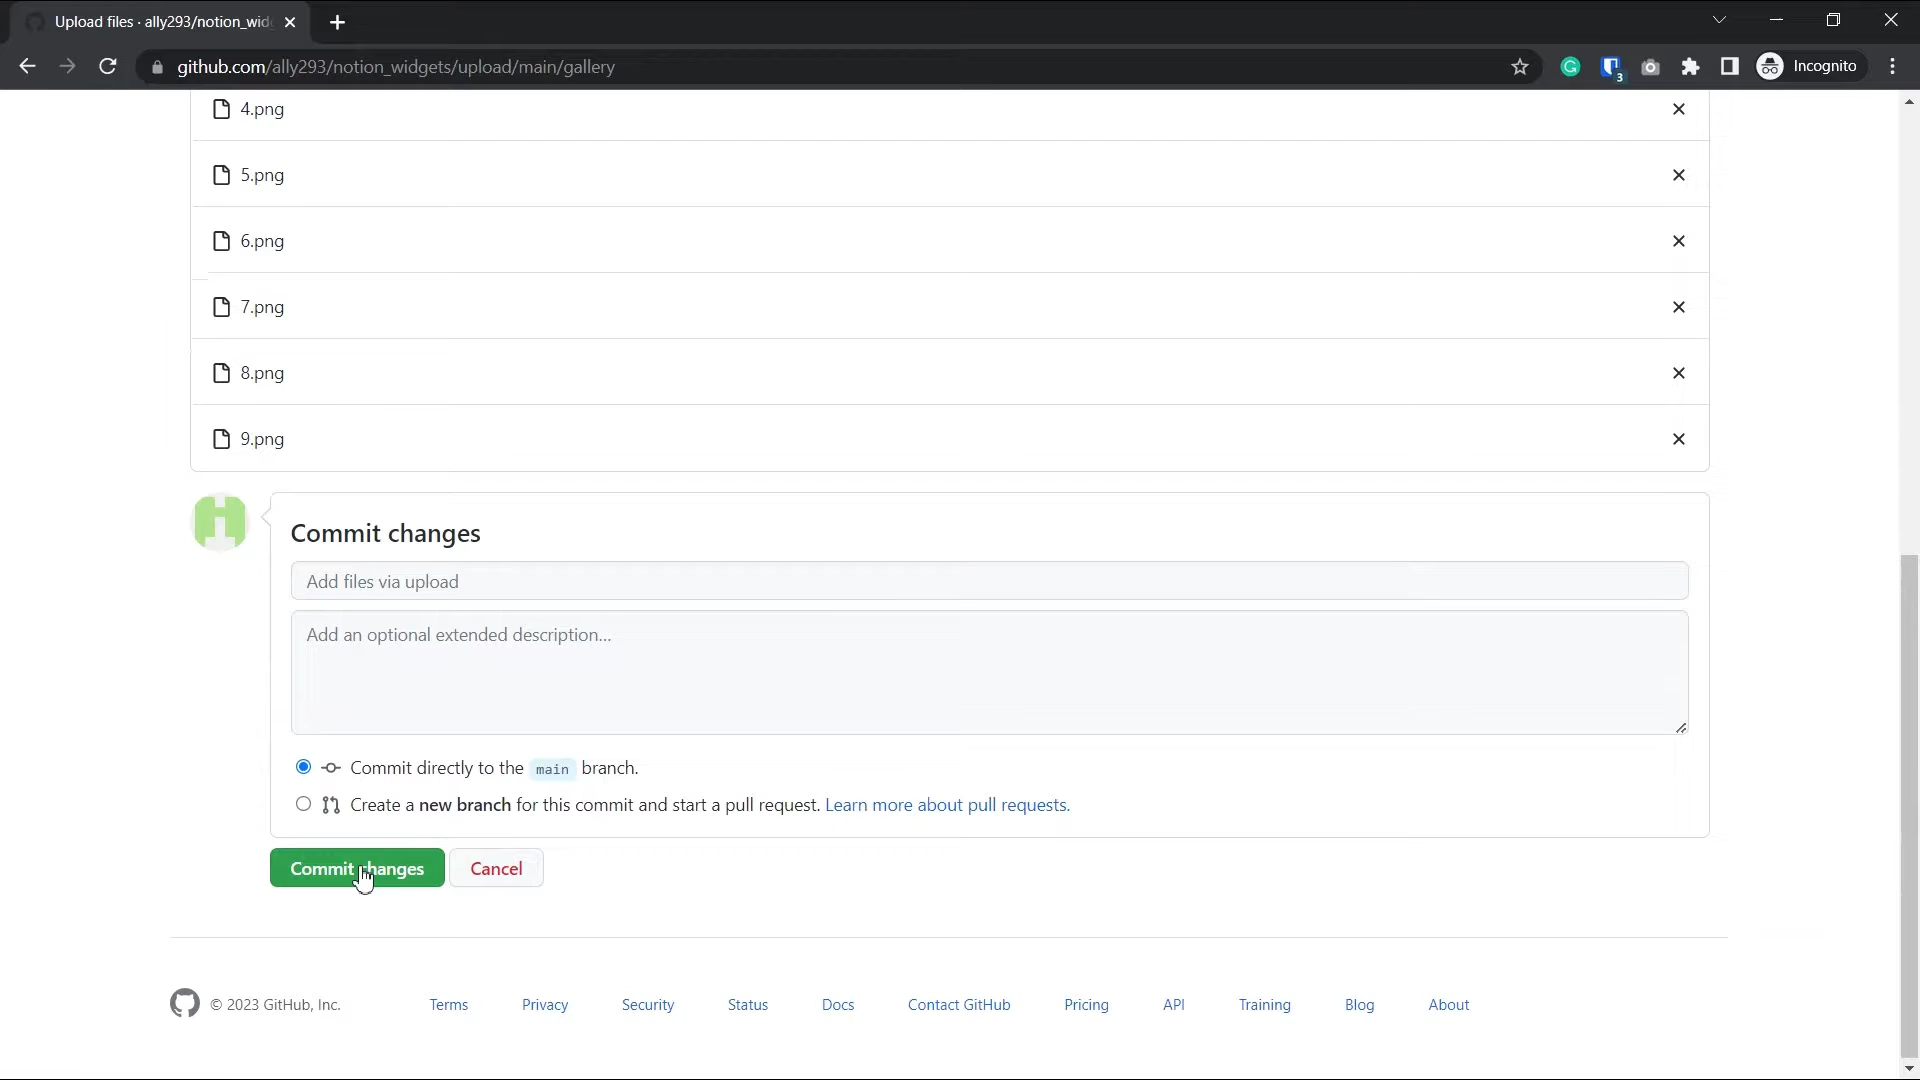 Upload files · ally293/notion_wid
github.com/ally293/notion_widgets/upload/main/gallery
3
Incognito
4.png
5.png
6.png
7.png
8.png
9.png
Commit changes
Add files via upload
Add an optional extended description...
Commit directly to the main branch.
Create a new branch for this commit and start a pull request. Learn more about pull requests.
Commit changes
Cancel
© 2023 GitHub, Inc.
Terms
Privacy
Security
Status
Docs
Contact GitHub
Pricing
API
Training
Blog
About